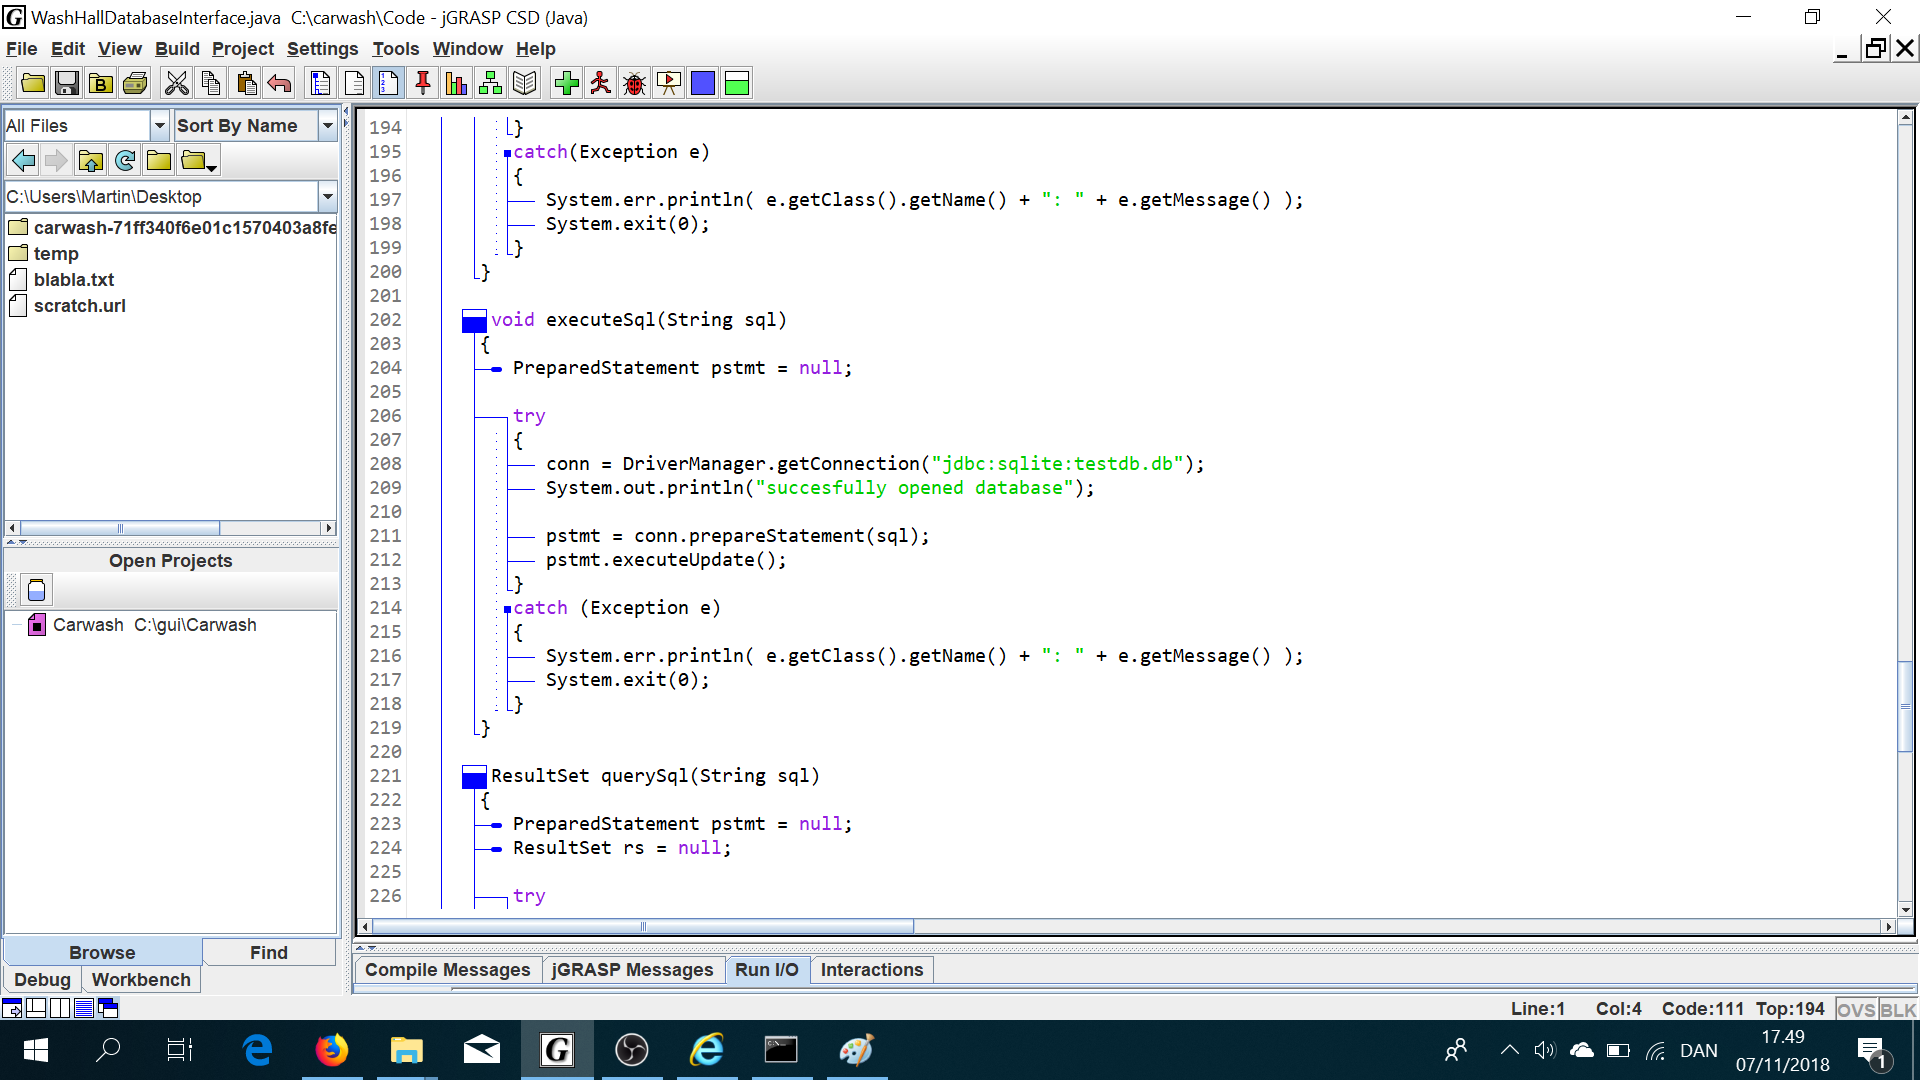 WashHallDatabaseInterface.java  C:\carwash\Code - jGRASP CSD (Java)
File Edit View Build Project Settings Tools Window Help
All Files
Sort By Name
C:\Users\Martin\Desktop
carwash-71ff340f6e01c1570403a8fe
temp
blabla.txt
scratch.url
Open Projects
Carwash  C:\gui\Carwash
Browse
Find
Debug
Workbench
194 }
195 catch(Exception e)
196 {
197 System.err.println( e.getClass().getName() + ": " + e.getMessage() );
198 System.exit(0);
199 }
200 }
201
202 void executeSql(String sql)
203 {
204 PreparedStatement pstmt = null;
205
206 try
207 {
208 conn = DriverManager.getConnection("jdbc:sqlite:testdb.db");
209 System.out.println("succesfully opened database");
210
211 pstmt = conn.prepareStatement(sql);
212 pstmt.executeUpdate();
213 }
214 catch (Exception e)
215 {
216 System.err.println( e.getClass().getName() + ": " + e.getMessage() );
217 System.exit(0);
218 }
219 }
220
221 ResultSet querySql(String sql)
222 {
223 PreparedStatement pstmt = null;
224 ResultSet rs = null;
225
226 try
Compile Messages
jGRASP Messages
Run I/O
Interactions
Line:1 Col:4 Code:111 Top:194 OVS BLK
DAN
17.49
07/11/2018
1